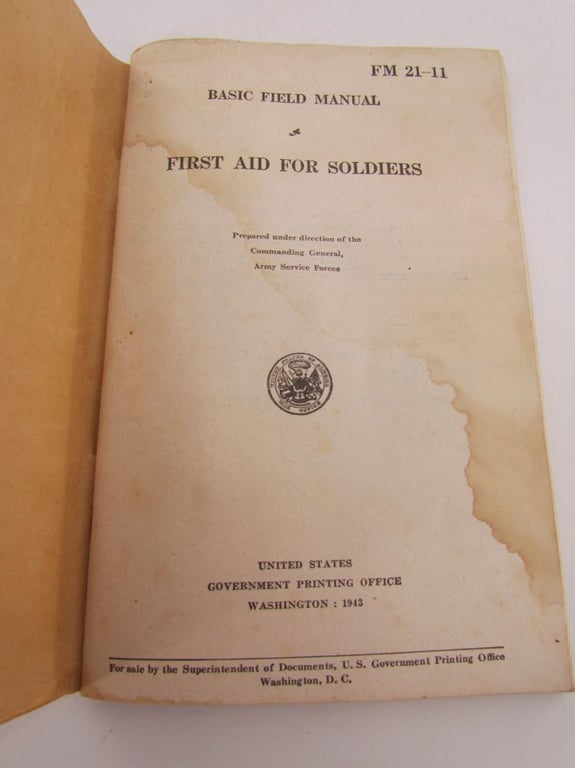 FM 21-11
BASIC FIELD MANUAL
FIRST AID FOR SOLDIERS
Prepared under direction of the
Commanding General,
Army Service Forces
UNITED STATES
GOVERNMENT PRINTING OFFICE
WASHINGTON : 1943
For sale by the Superintendent of Documents, U. S. Government Printing Office
Washington, D. C.